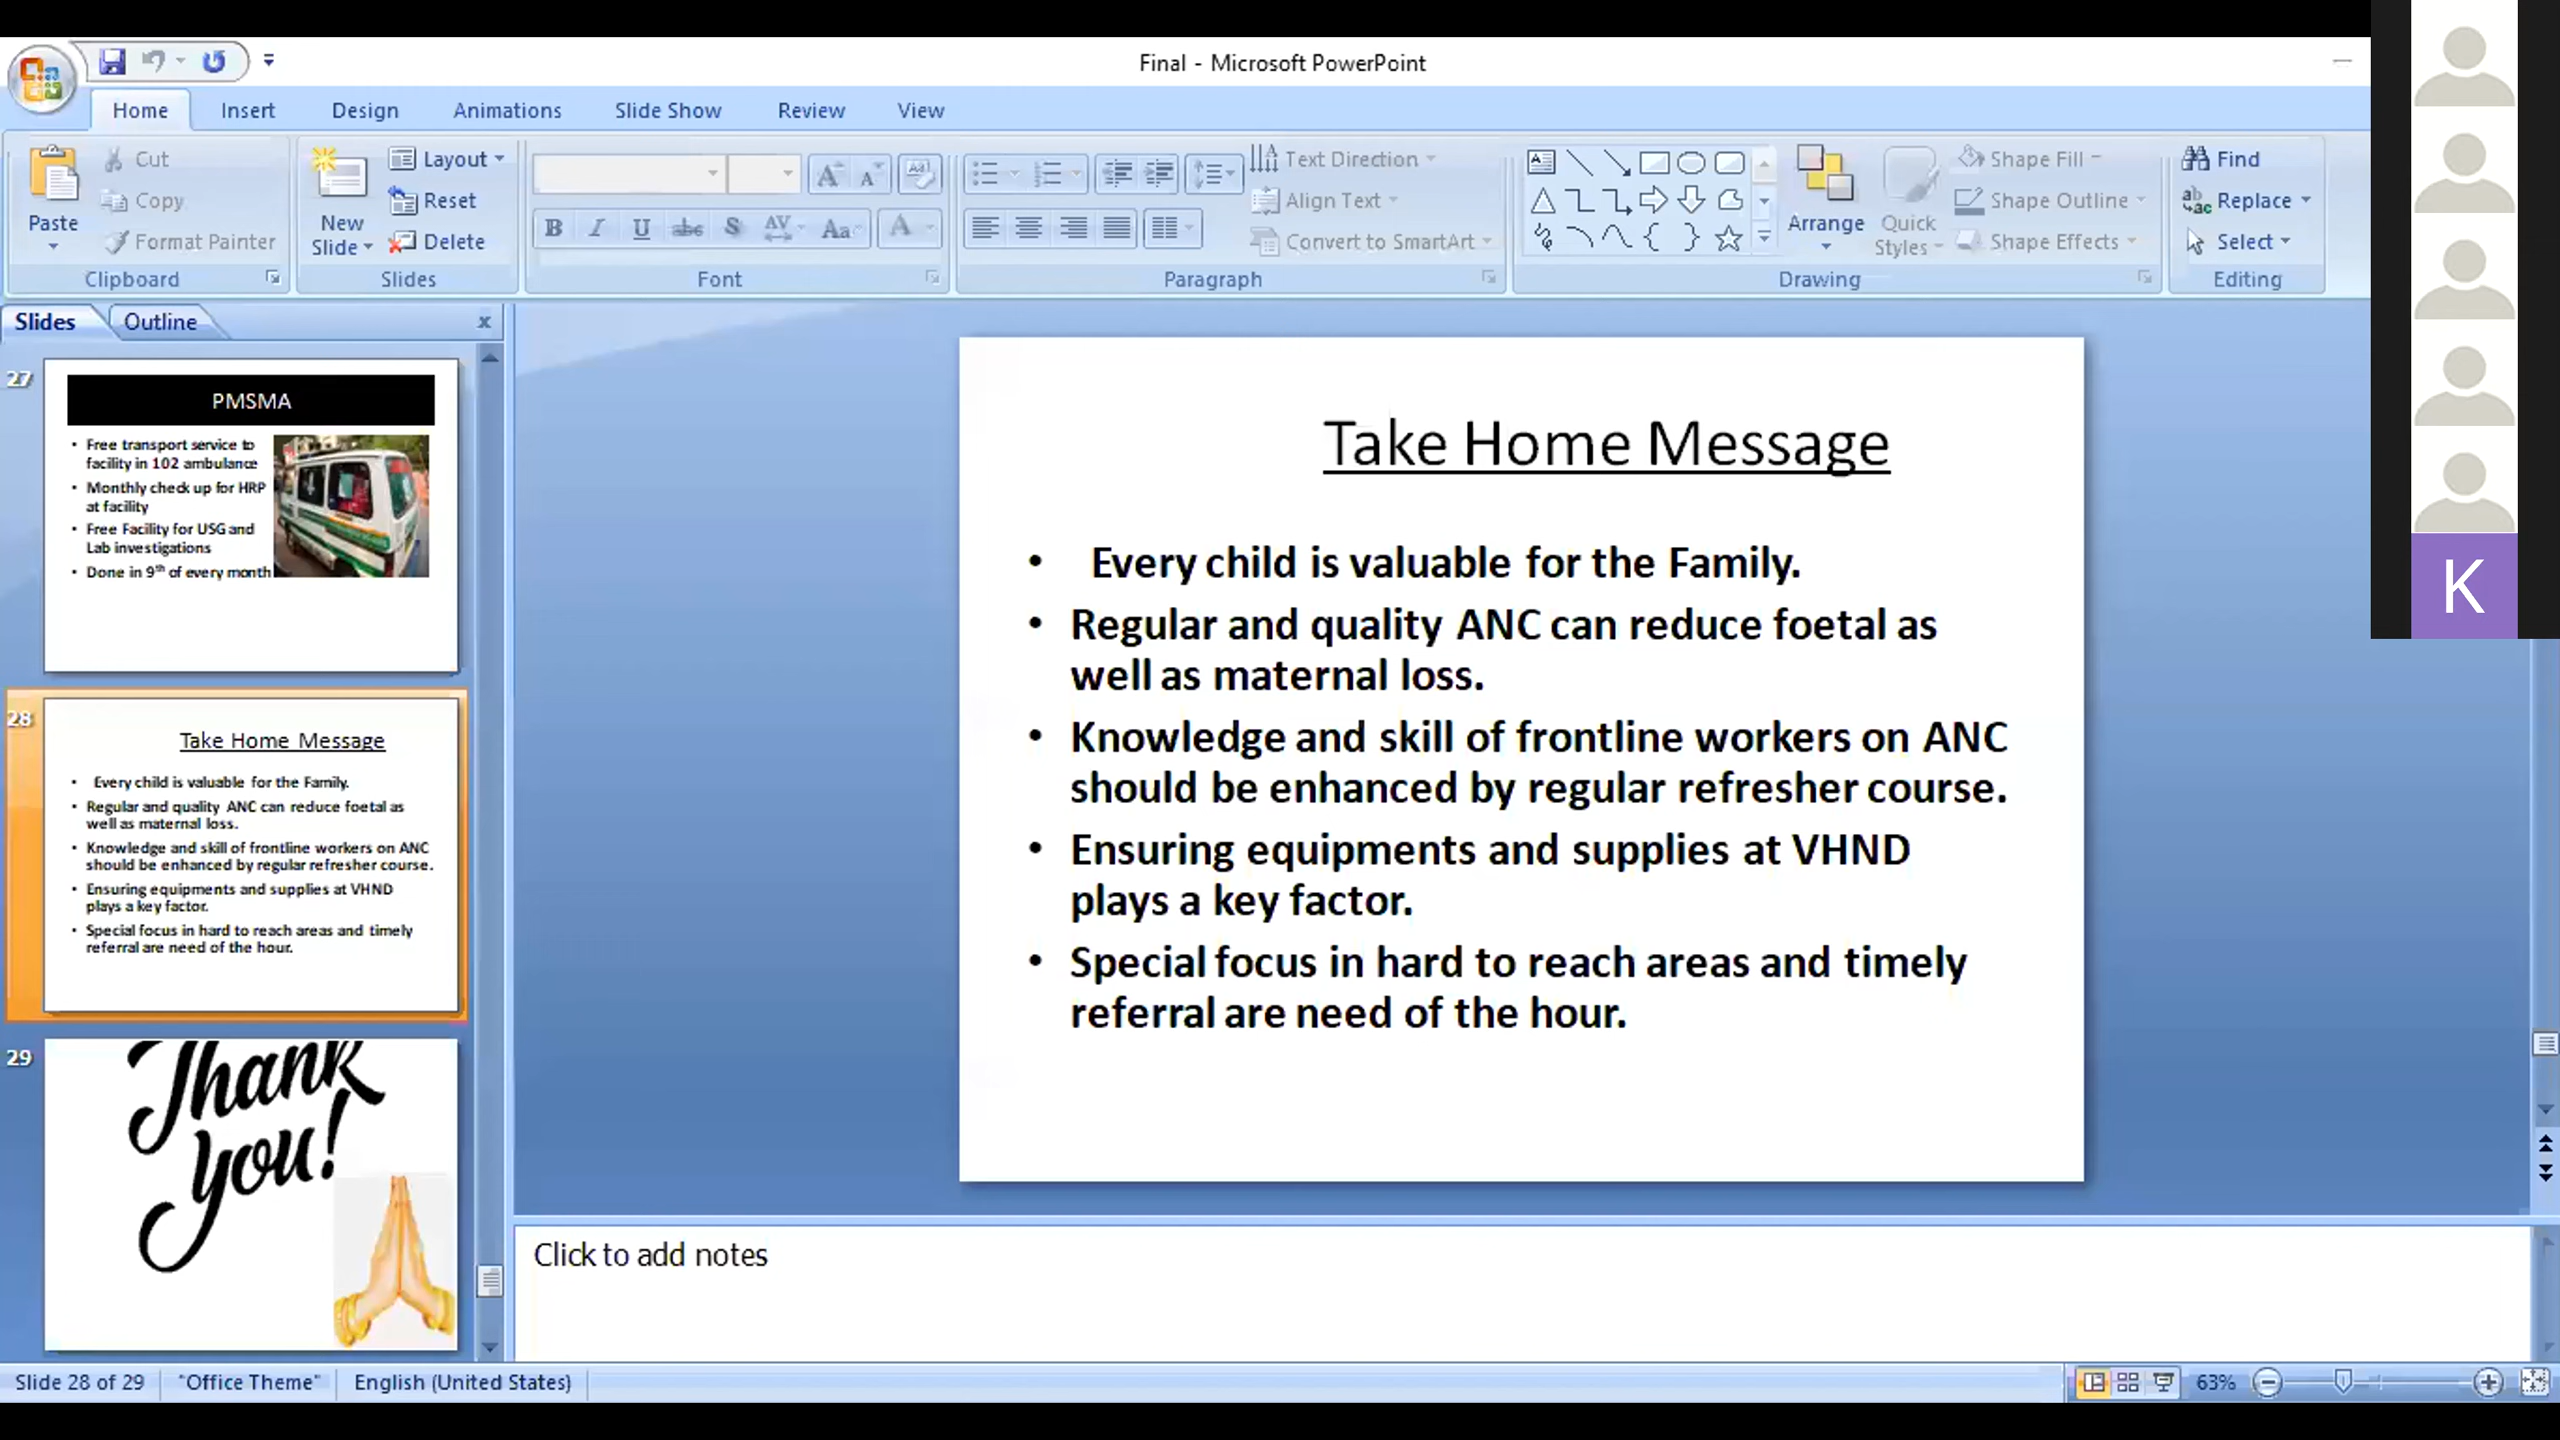 Final - Microsoft PowerPoint
Home Insert Design Animations Slide Show Review View
Paste
Cut
Copy
Format Painter
Clipboard
New
Slide
Layout
Reset
Delete
Slides
B I U abc S AV Aa A
Font
Text Direction
Align Text
Convert to SmartArt
Paragraph
Arrange
Quick
Styles
Shape Fill
Shape Outline
Shape Effects
Drawing
Find
Replace
Select
Editing
Slides Outline x
27
PMSMA
• Free transport service to
facility in 102 ambulance
• Monthly check up for HRP
at facility
• Free Facility for USG and
Lab investigations
• Done in 9th of every month
28
Take Home Message
• Every child is valuable for the Family.
• Regular and quality ANC can reduce foetal as
well as maternal loss.
• Knowledge and skill of frontline workers on ANC
should be enhanced by regular refresher course.
• Ensuring equipments and supplies at VHND
plays a key factor.
• Special focus in hard to reach areas and timely
referral are need of the hour.
29
Thank
you!
Take Home Message
• Every child is valuable for the Family.
• Regular and quality ANC can reduce foetal as
well as maternal loss.
• Knowledge and skill of frontline workers on ANC
should be enhanced by regular refresher course.
• Ensuring equipments and supplies at VHND
plays a key factor.
• Special focus in hard to reach areas and timely
referral are need of the hour.
K
Click to add notes
Slide 28 of 29 "Office Theme" English (United States) 63%